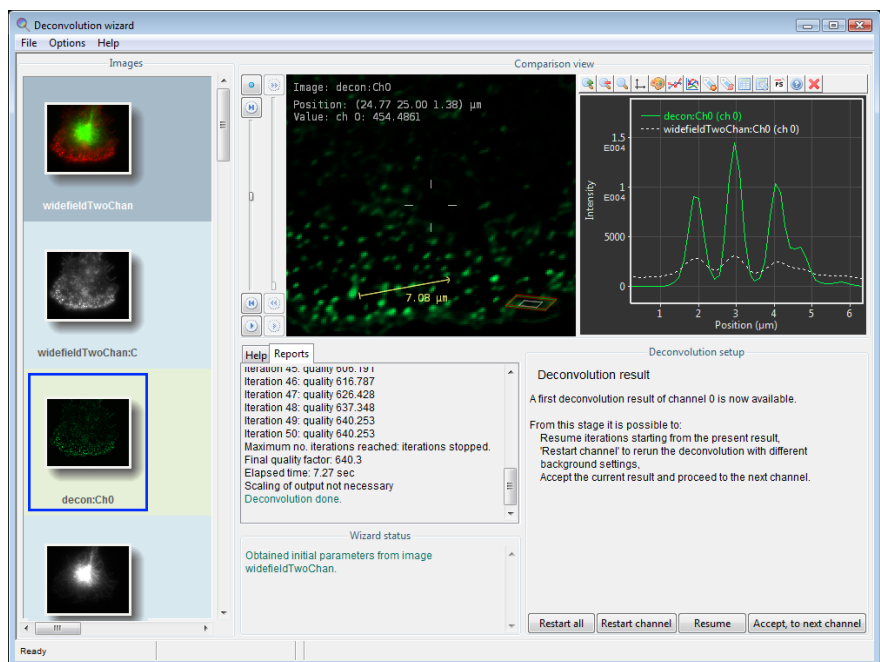 Deconvolution wizard
File Options Help
Images
widefieldTwoChan
widefieldTwoChan:C
decon:Ch0
Comparison view
Image: decon:Ch0
Position: (24.77 25.00 1.38) µm
Value: ch 0: 454.4861
7.08 µm
FS
decon:Ch0 (ch 0)
widefieldTwoChan:Ch0 (ch 0)
Intensity
1.5
E004
1
E004
5000
0
1 2 3 4 5 6
Position (µm)
Help Reports
Iteration 45: quality 606.191
Iteration 46: quality 616.787
Iteration 47: quality 626.428
Iteration 48: quality 637.348
Iteration 49: quality 640.253
Iteration 50: quality 640.253
Maximum no. iterations reached: iterations stopped.
Final quality factor: 640.3
Elapsed time: 7.27 sec
Scaling of output not necessary
Deconvolution done.
Wizard status
Obtained initial parameters from image
widefieldTwoChan.
Deconvolution setup
Deconvolution result
A first deconvolution result of channel 0 is now available.
From this stage it is possible to:
Resume iterations starting from the present result,
'Restart channel' to rerun the deconvolution with different
background settings,
Accept the current result and proceed to the next channel.
Restart all Restart channel Resume Accept, to next channel
Ready